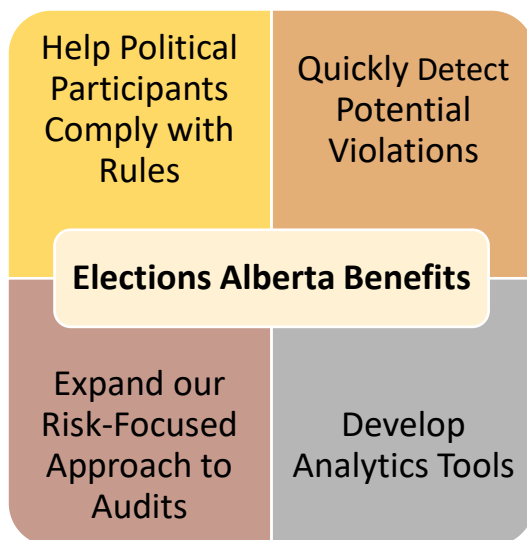 Help Political
Participants
Comply with
Rules
Quickly Detect
Potential
Violations
Elections Alberta Benefits
Expand our
Risk-Focused
Approach to
Audits
Develop
Analytics Tools